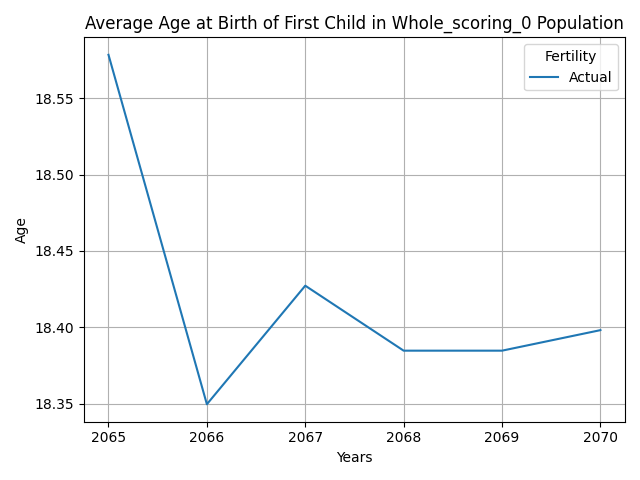 Average Age at Birth of First Child in Whole_scoring_0 Population
Fertility
Actual
18.55
18.50
18.45
18.40
18.35
Age
2065 2066 2067 2068 2069 2070
Years